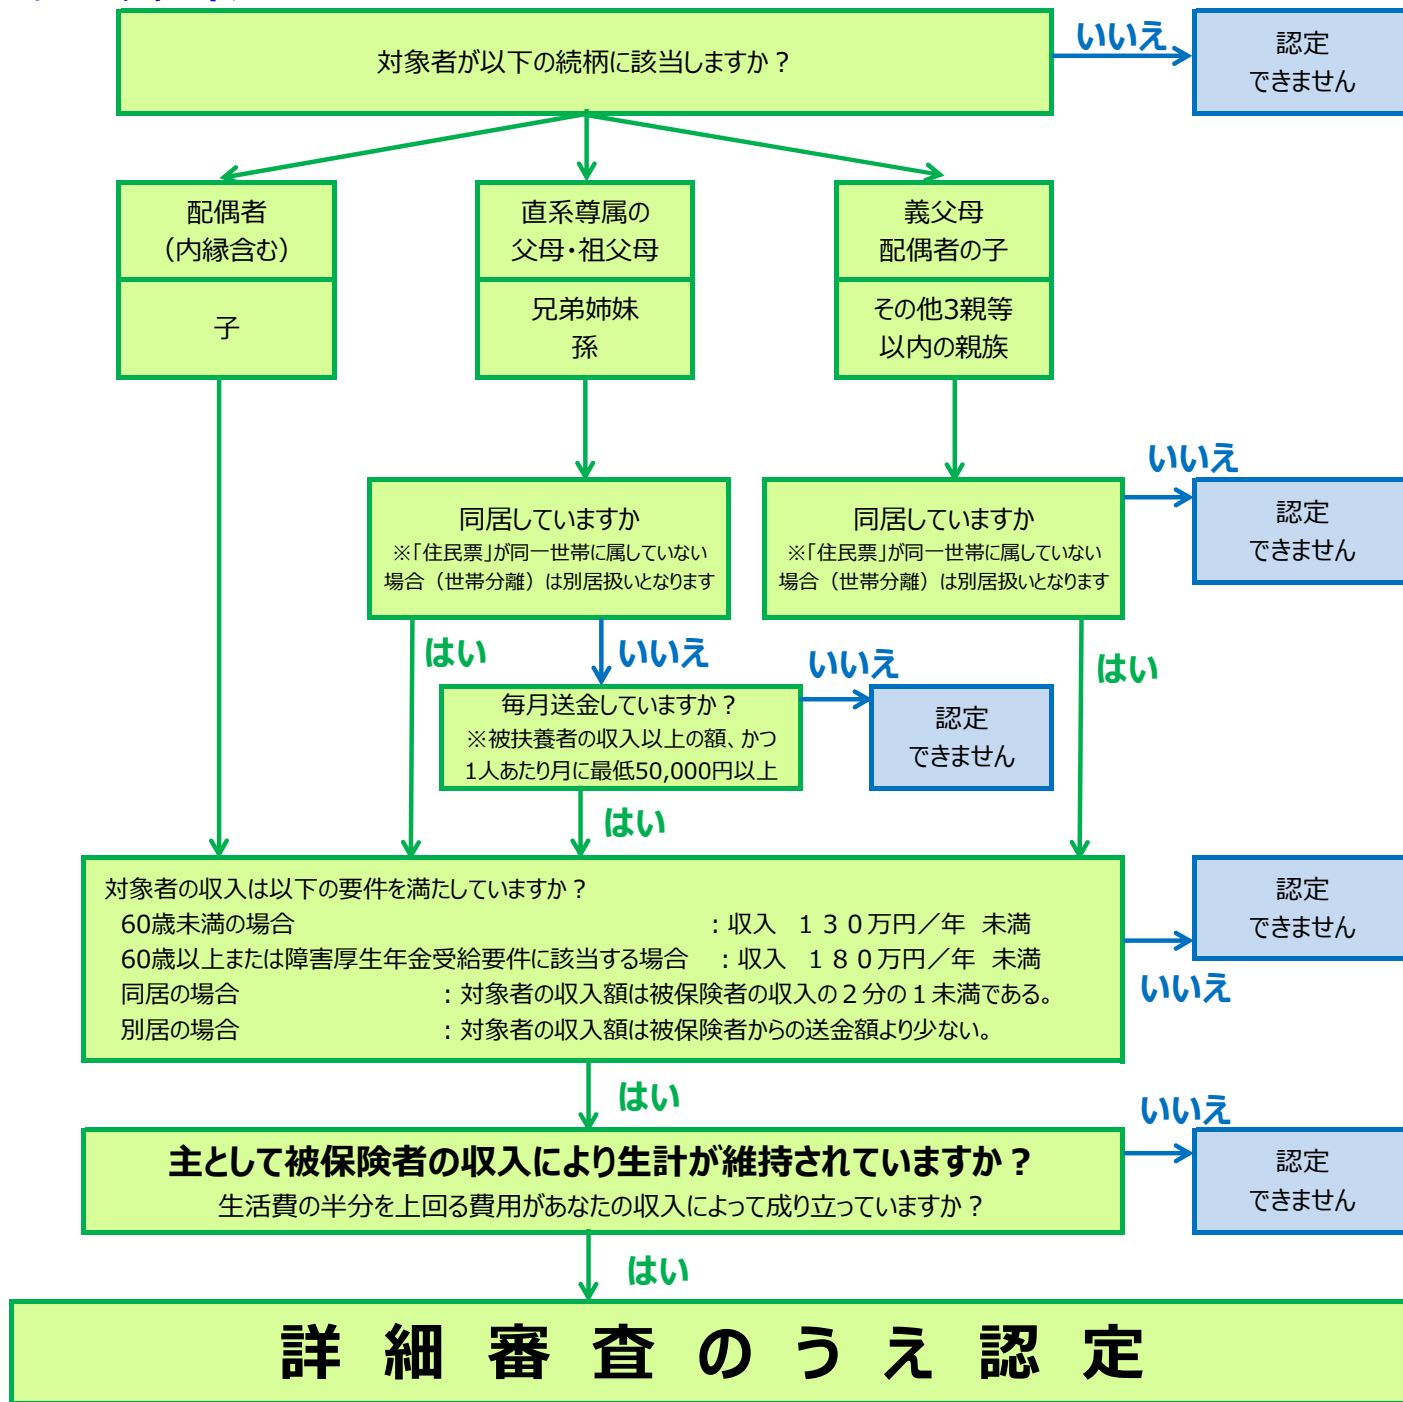 対象者が以下の続柄に該当しますか？
いいえ
認定
できません
配偶者
（内縁含む）
子
直系尊属の
父母・祖父母
兄弟姉妹
孫
義父母
配偶者の子
その他3親等
以内の親族
同居していますか
※「住民票」が同一世帯に属していない
場合（世帯分離）は別居扱いとなります
同居していますか
※「住民票」が同一世帯に属していない
場合（世帯分離）は別居扱いとなります
いいえ
認定
できません
はい
いいえ
はい
毎月送金していますか？
※被扶養者の収入以上の額、かつ
1人あたり月に最低50,000円以上
いいえ
認定
できません
はい
対象者の収入は以下の要件を満たしていますか？
60歳未満の場合　：収入　１３０万円／年　未満
60歳以上または障害厚生年金受給要件に該当する場合　：収入　１８０万円／年　未満
同居の場合　：対象者の収入額は被保険者の収入の２分の１未満である。
別居の場合　：対象者の収入額は被保険者からの送金額より少ない。
認定
できません
いいえ
はい
主として被保険者の収入により生計が維持されていますか？
生活費の半分を上回る費用があなたの収入によって成り立っていますか？
いいえ
認定
できません
はい
詳細審査のうえ認定